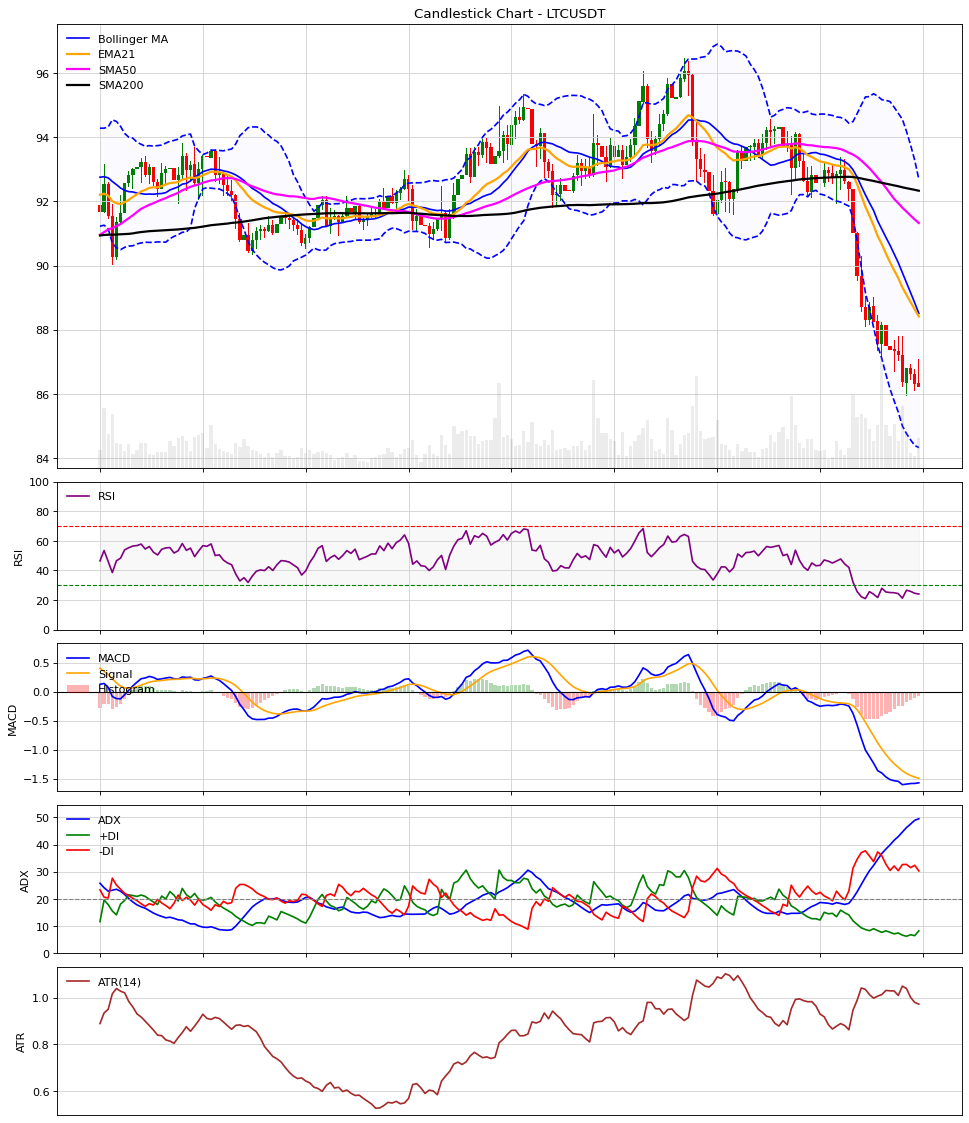 Candlestick Chart - LTCUSDT
Bollinger MA
EMA21
SMA50
SMA200
96
94
92
90
88
86
84
RSI
RSI
100
80
60
40
20
0
MACD
MACD
Signal
Histogram
0.5
0.0
−0.5
−1.0
−1.5
ADX
ADX
+DI
-DI
50
40
30
20
10
0
ATR
ATR(14)
1.0
0.8
0.6